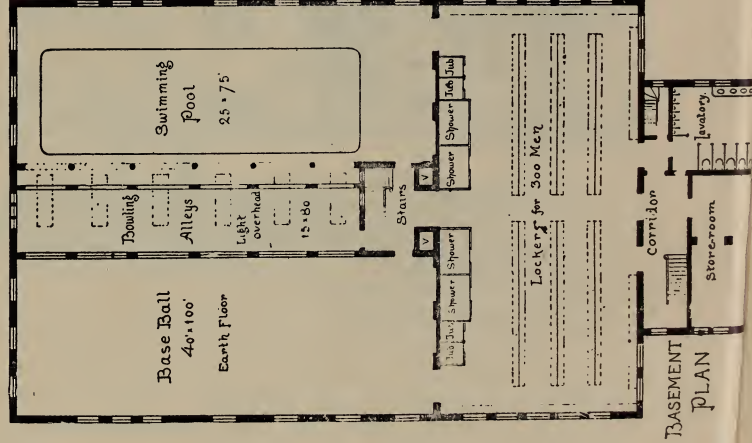 Swimming
Pool
25 = 75'
Bowling
Alleys
Light
overhead
15 = 80
Base Ball
40' = 100'
Earth Floor
Stairs
V
V
Tub
Tub
Shower
Shower
Shower
Shower
Tub
Tub
Lockers for 300 Men
Corridor
Lavatory.
Store-room
BASEMENT
PLAN